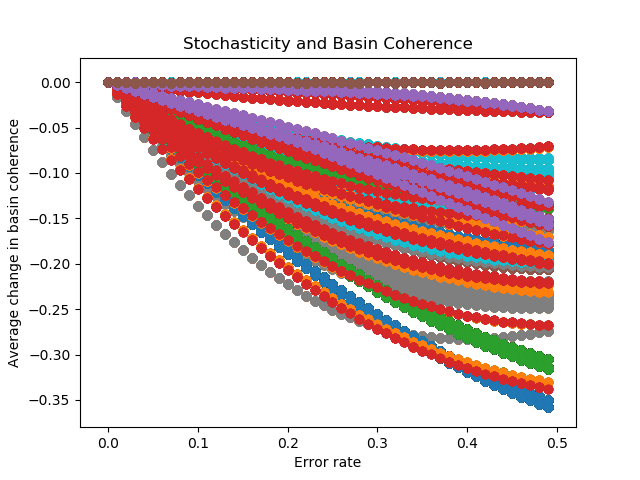 Stochasticity and Basin Coherence
0.00
−0.05
−0.10
−0.15
−0.20
−0.25
−0.30
−0.35
Average change in basin coherence
0.0 0.1 0.2 0.3 0.4 0.5
Error rate